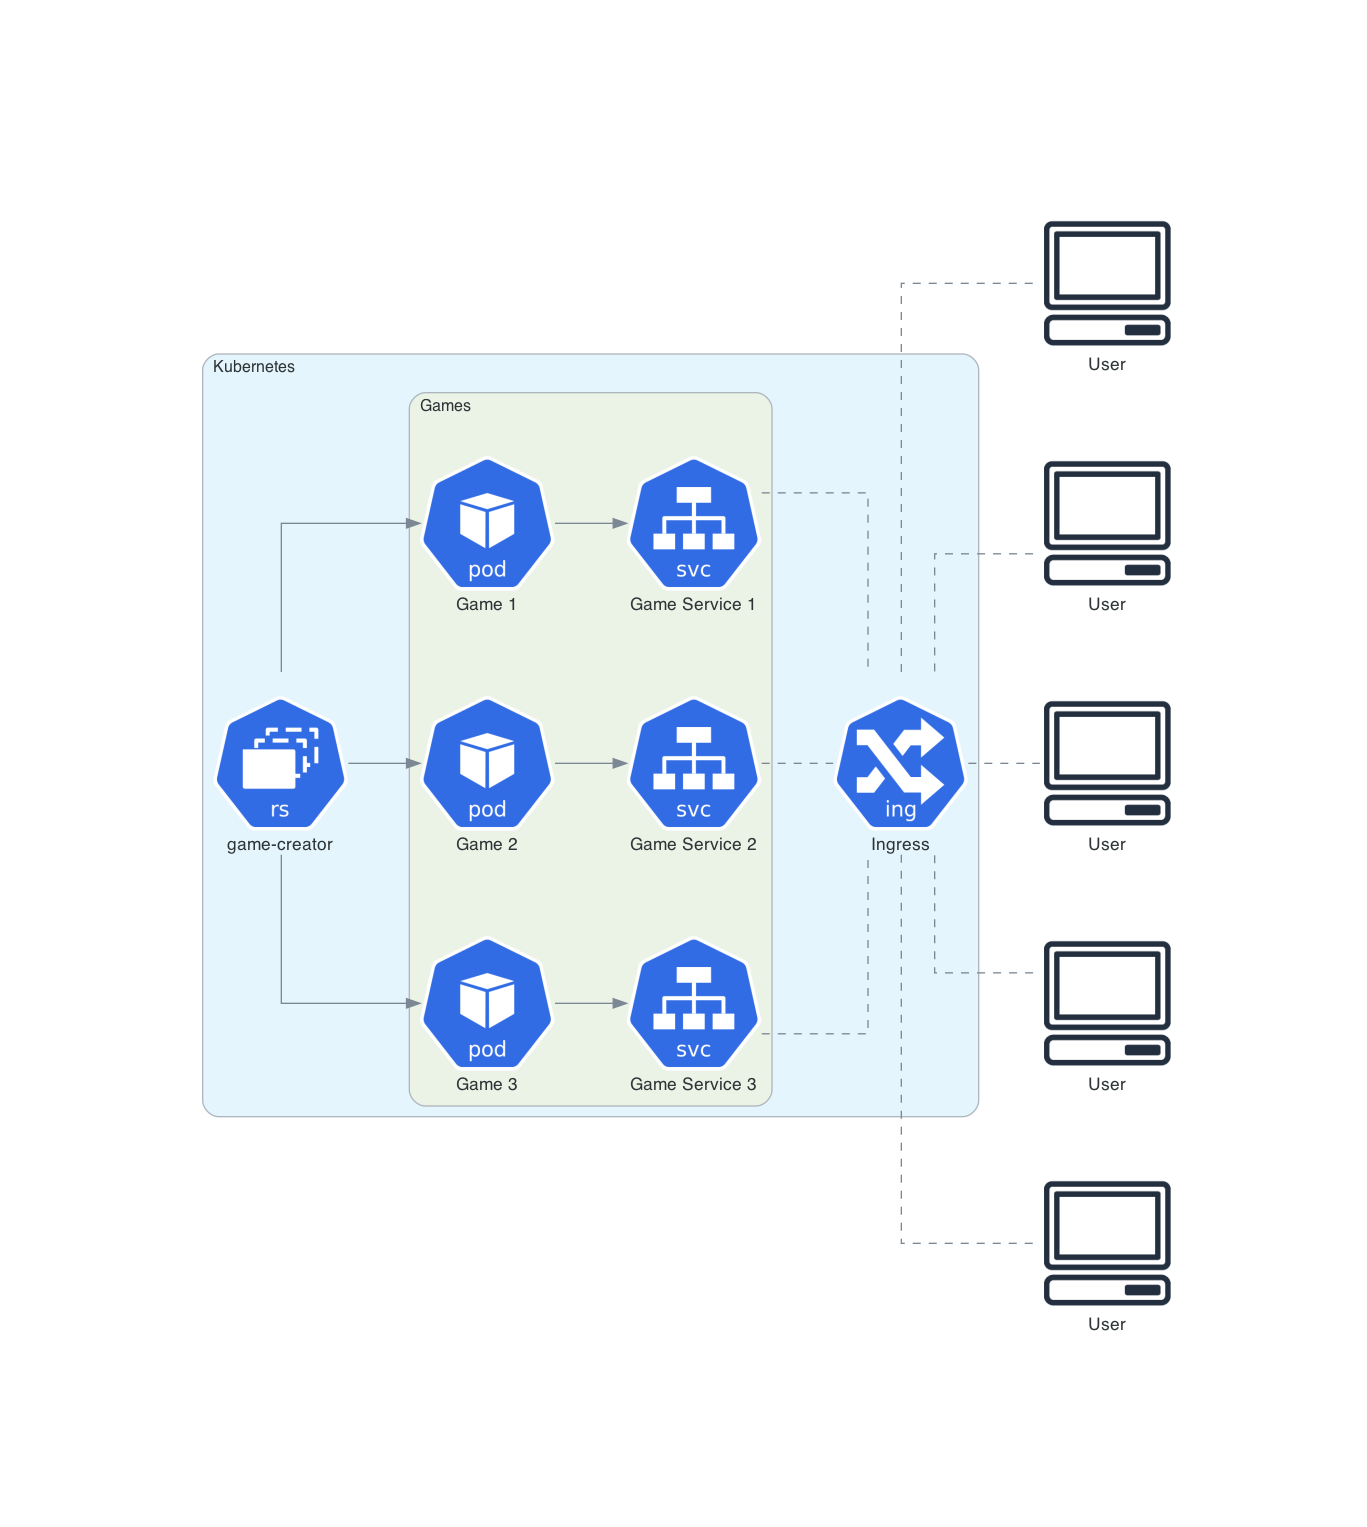 User
Kubernetes
Games
pod
Game 1
svc
Game Service 1
User
rs
game-creator
pod
Game 2
svc
Game Service 2
ing
Ingress
User
pod
Game 3
svc
Game Service 3
User
User